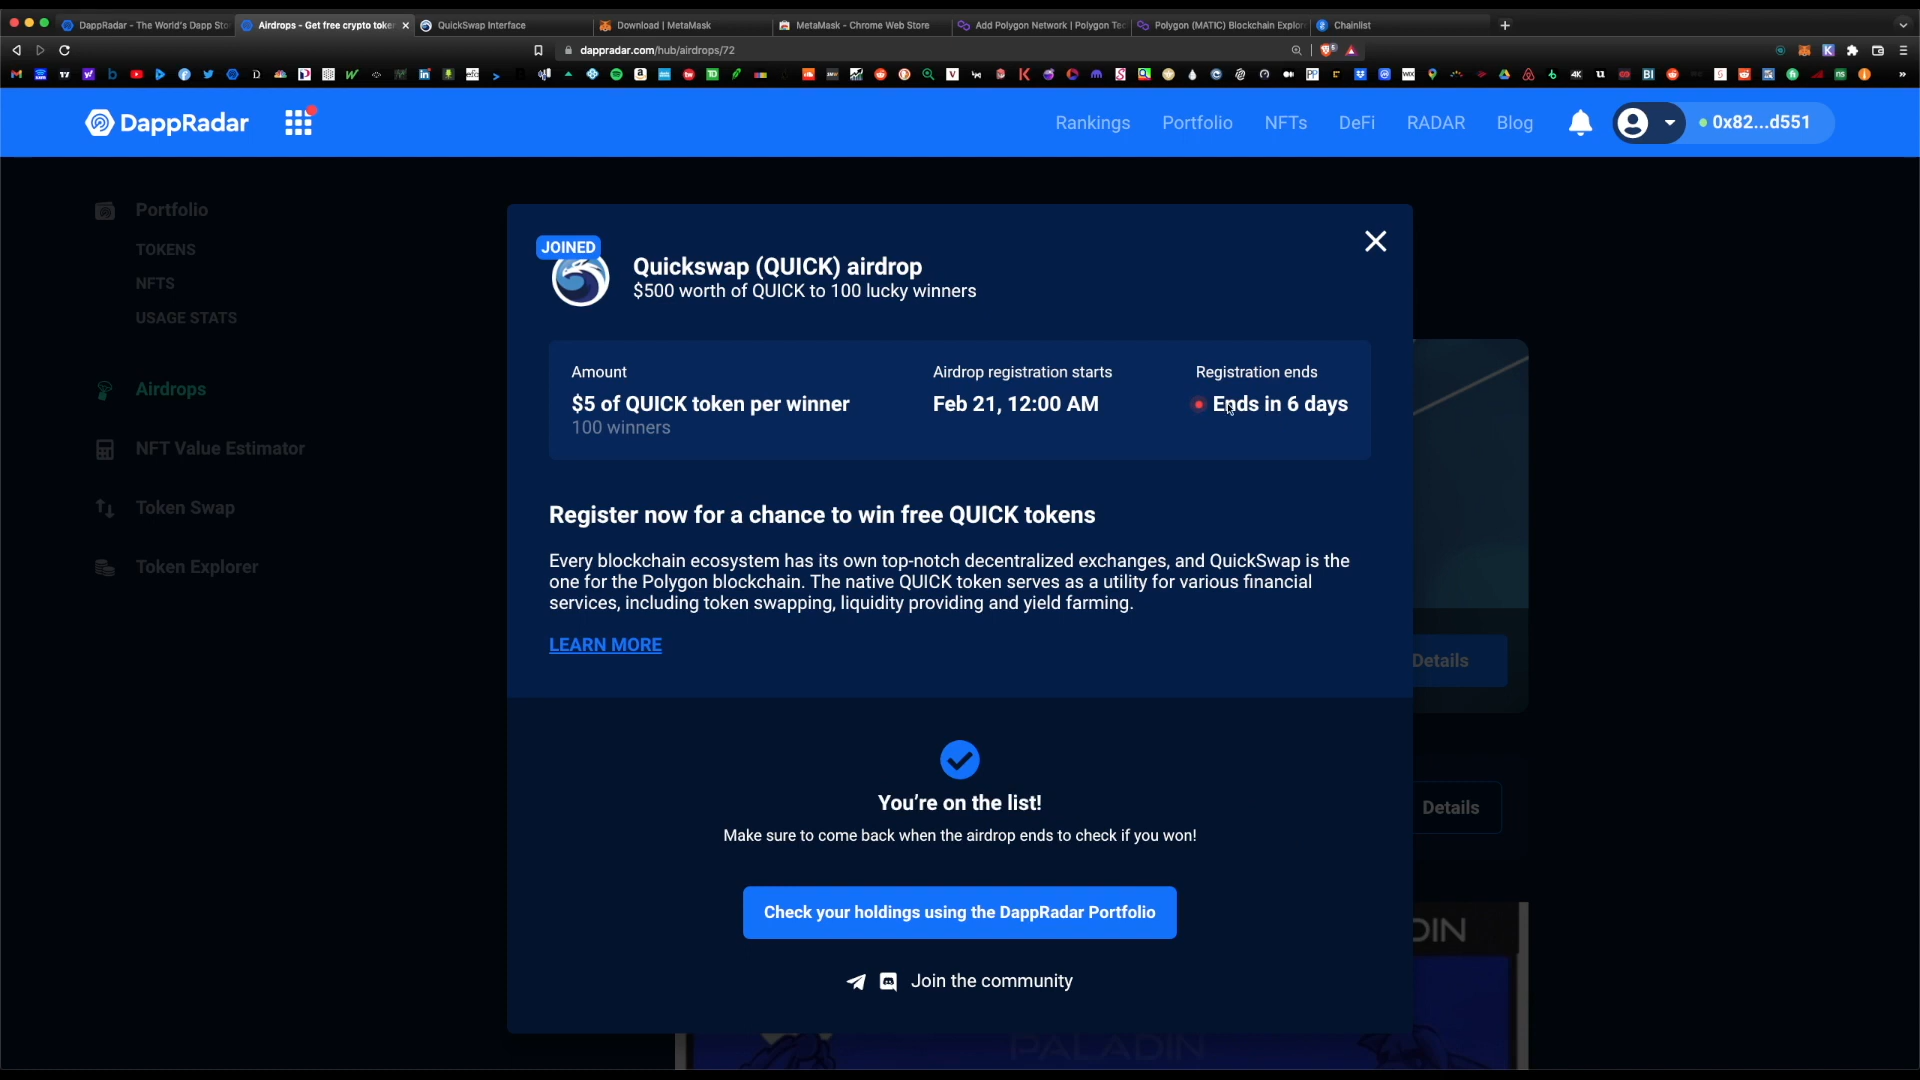 DappRadar - The World's Dapp Sto
Airdrops - Get free crypto token
QuickSwap Interface
Download | MetaMask
MetaMask - Chrome Web Store
Add Polygon Network | Polygon Tec
Polygon (MATIC) Blockchain Explor
Chainlist
dappradar.com/hub/airdrops/72
DappRadar
Rankings
Portfolio
NFTs
DeFi
RADAR
Blog
0x82...d551
Portfolio
TOKENS
NFTS
USAGE STATS
Airdrops
NFT Value Estimator
Token Swap
Token Explorer
JOINED
Quickswap (QUICK) airdrop
$500 worth of QUICK to 100 lucky winners
Amount
$5 of QUICK token per winner
100 winners
Airdrop registration starts
Feb 21, 12:00 AM
Registration ends
Ends in 6 days
Register now for a chance to win free QUICK tokens
Every blockchain ecosystem has its own top-notch decentralized exchanges, and QuickSwap is the
one for the Polygon blockchain. The native QUICK token serves as a utility for various financial
services, including token swapping, liquidity providing and yield farming.
LEARN MORE
Details
You're on the list!
Make sure to come back when the airdrop ends to check if you won!
Details
Check your holdings using the DappRadar Portfolio
DIN
Join the community
PALADIN